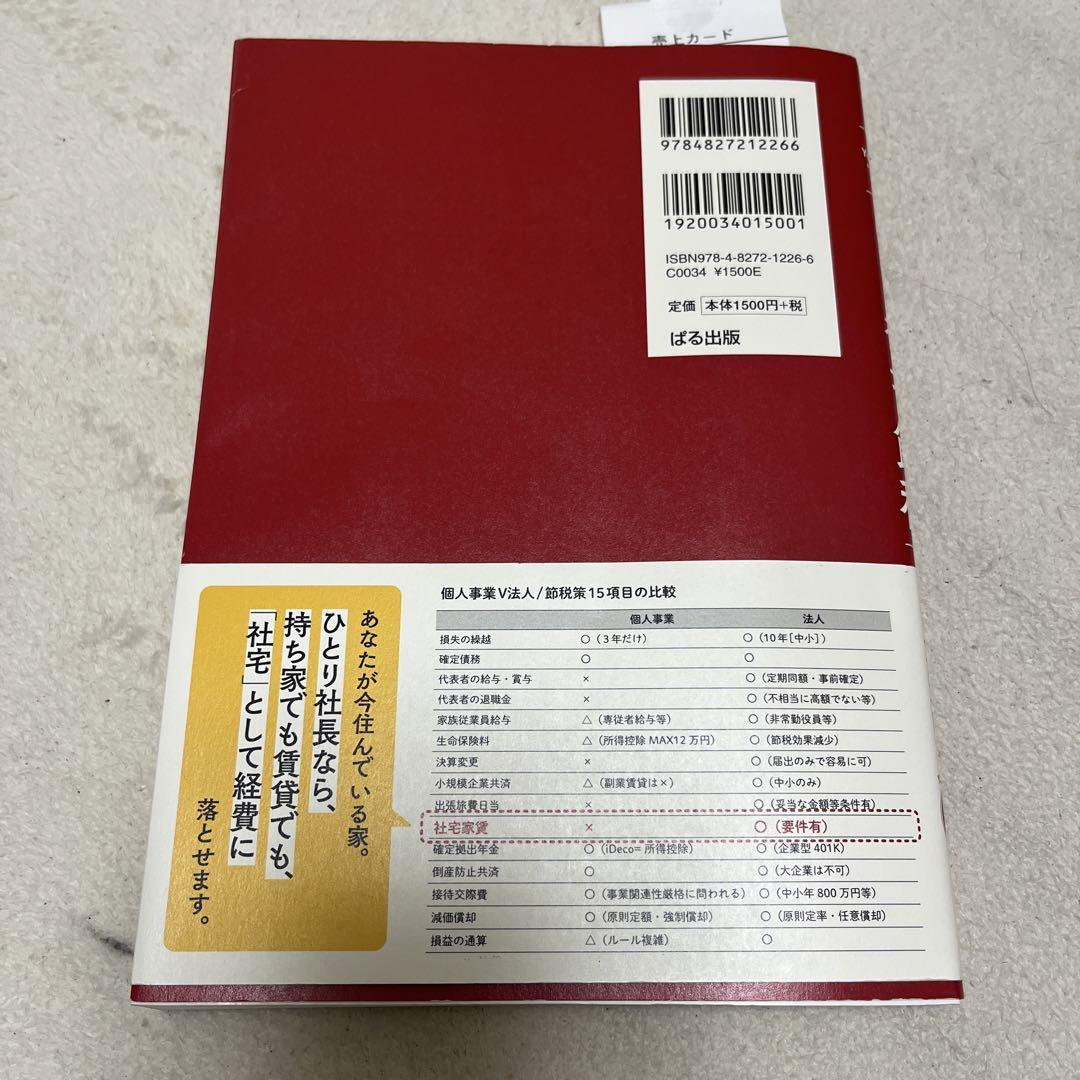 売上カード
9784827212266
1920034015001
ISBN978-4-8272-1226-6
C0034 ¥1500E
定価 本体1500円+税
ぱる出版
あなたが今住んでいる家。
ひとり社長なら、
持ち家でも賃貸でも、
「社宅」として経費に
落とせます。
個人事業V法人/節税策15項目の比較
個人事業 法人
損失の繰越 ○(3年だけ) ○(10年[中小])
確定債務 ○ ○
代表者の給与・賞与 × ○(定期同額・事前確定)
代表者の退職金 × ○(不相当に高額でない等)
家族従業員給与 △(専従者給与等) ○(非常勤役員等)
生命保険料 △(所得控除 MAX12万円) ○(節税効果減少)
決算変更 × ○(届出のみで容易に可)
小規模企業共済 △(副業賃貸は×) ○(中小のみ)
出張旅費日当 × ○(妥当な金額等条件有)
社宅家賃 × ○(要件有)
確定拠出年金 ○(iDeco=所得控除) ○(企業型401K)
倒産防止共済 ○ ○(大企業は不可)
接待交際費 ○(事業関連性厳格に問われる) ○(中小年800万円等)
減価償却 ○(原則定額・強制償却) ○(原則定率・任意償却)
損益の通算 △(ルール複雑) ○